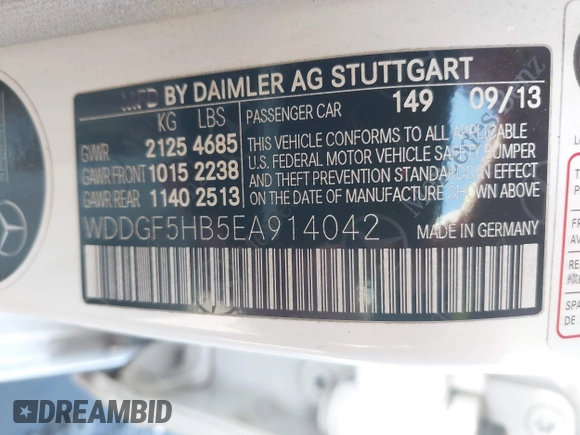 MFD BY DAIMLER AG STUTTGART
KG LBS
PASSENGER CAR 149 09/13
GVWR 2125 4685
GAWR FRONT 1015 2238
GAWR REAR 1140 2513
THIS VEHICLE CONFORMS TO ALL APPLICABLE
U.S. FEDERAL MOTOR VEHICLE SAFETY, BUMPER
AND THEFT PREVENTION STANDARDS IN EFFECT
ON THE DATE OF MANUFACTURE SHOWN ABOVE
WDDGF5HB5EA914042 MADE IN GERMANY
DREAMBID